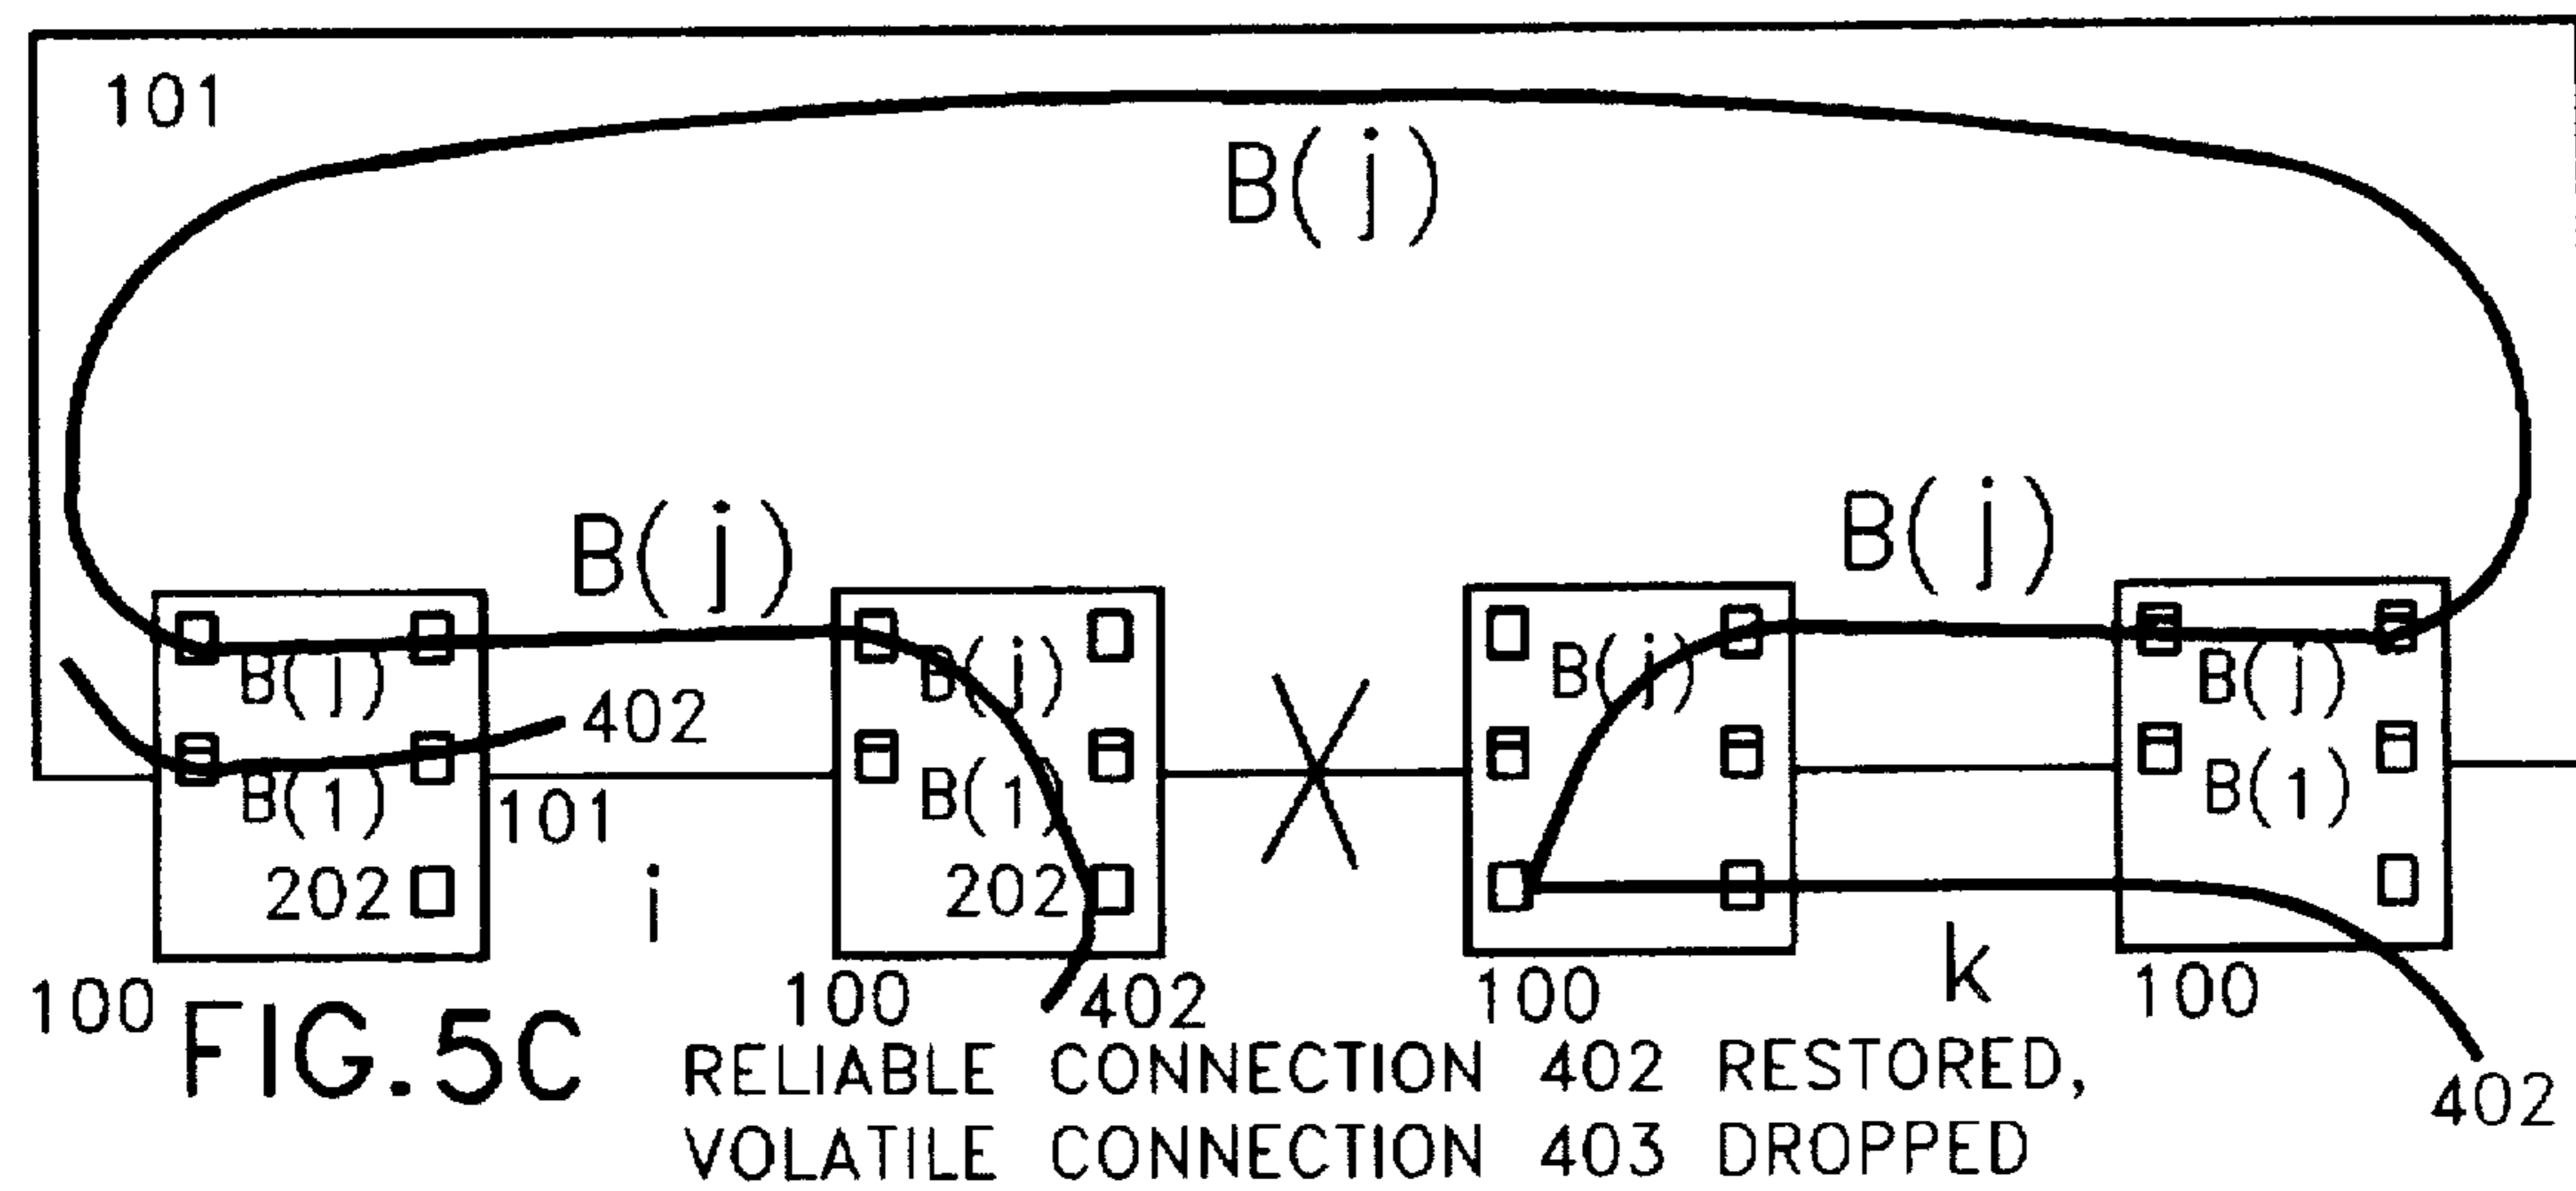 101
B(j)
B(j) B(j)
B(j) B(j) B(j) B(j)
402
B(1) B(1) B(1)
101
202 i 202
k
100 100 402 100 100
FIG.5C RELIABLE CONNECTION 402 RESTORED,
402
VOLATILE CONNECTION 403 DROPPED